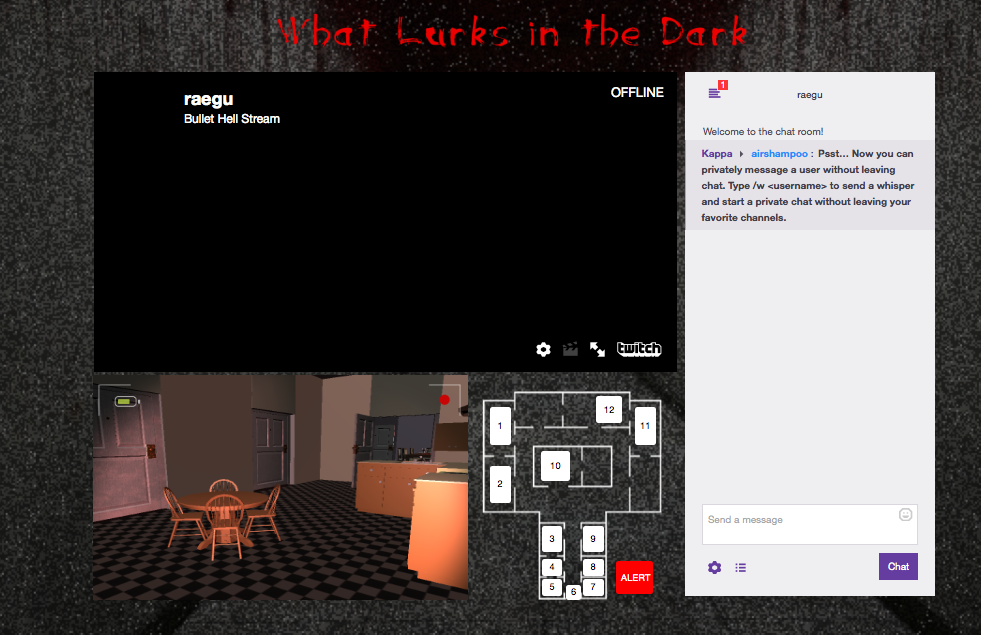 What Lurks in the Dark
raegu
Bullet Hell Stream
OFFLINE
twitch
1
raegu
Welcome to the chat room!
Kappa ▸ airshampoo : Psst... Now you can
privately message a user without leaving
chat. Type /w <username> to send a whisper
and start a private chat without leaving your
favorite channels.
Send a message
Chat
12
1
11
10
2
3
9
4
8
5
7
6
ALERT